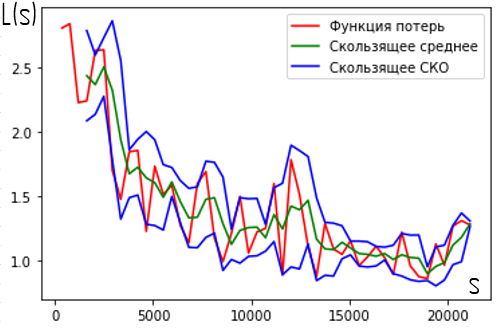 L(s)
Функция потерь
Скользящее среднее
Скользящее СКО
2.5
2.0
1.5
1.0
S
0 5000 10000 15000 20000